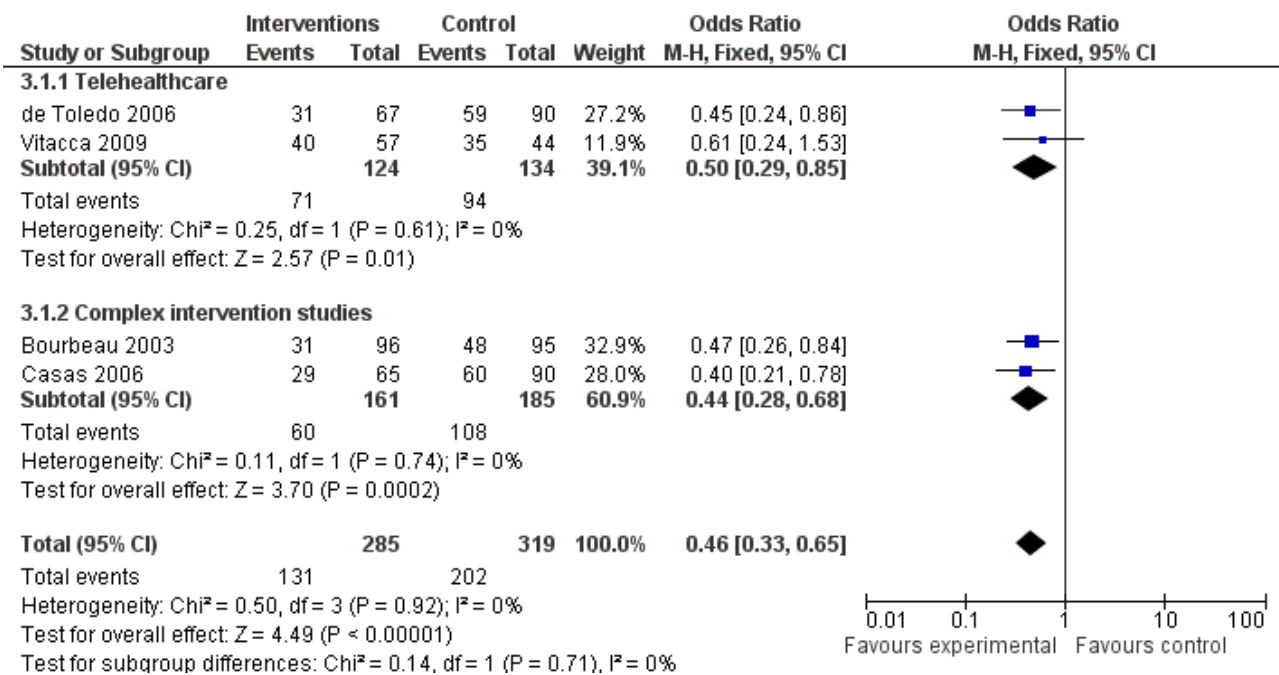 Interventions Control Odds Ratio Odds Ratio
Study or Subgroup Events Total Events Total Weight M-H, Fixed, 95% CI M-H, Fixed, 95% CI
3.1.1 Telehealthcare
de Toledo 2006 31 67 59 90 27.2% 0.45 [0.24, 0.86]
Vitacca 2009 40 57 35 44 11.9% 0.61 [0.24, 1.53]
Subtotal (95% CI) 124 134 39.1% 0.50 [0.29, 0.85]
Total events 71 94
Heterogeneity: Chi² = 0.25, df = 1 (P = 0.61); I² = 0%
Test for overall effect: Z = 2.57 (P = 0.01)
3.1.2 Complex intervention studies
Bourbeau 2003 31 96 48 95 32.9% 0.47 [0.26, 0.84]
Casas 2006 29 65 60 90 28.0% 0.40 [0.21, 0.78]
Subtotal (95% CI) 161 185 60.9% 0.44 [0.28, 0.68]
Total events 60 108
Heterogeneity: Chi² = 0.11, df = 1 (P = 0.74); I² = 0%
Test for overall effect: Z = 3.70 (P = 0.0002)
Total (95% CI) 285 319 100.0% 0.46 [0.33, 0.65]
Total events 131 202
Heterogeneity: Chi² = 0.50, df = 3 (P = 0.92); I² = 0%
Test for overall effect: Z = 4.49 (P < 0.00001)
Test for subgroup differences: Chi² = 0.14, df = 1 (P = 0.71), I² = 0%
0.01 0.1 1 10 100
Favours experimental Favours control